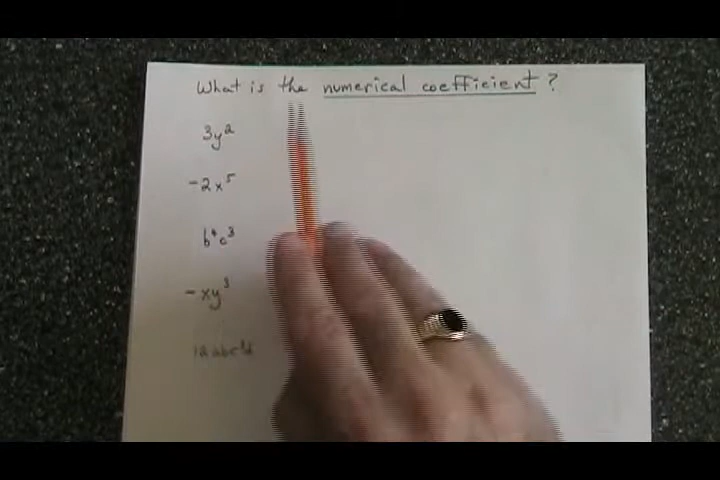 What is the numerical coefficient ?
3y²
-2x⁵
b⁴c³
-xy³